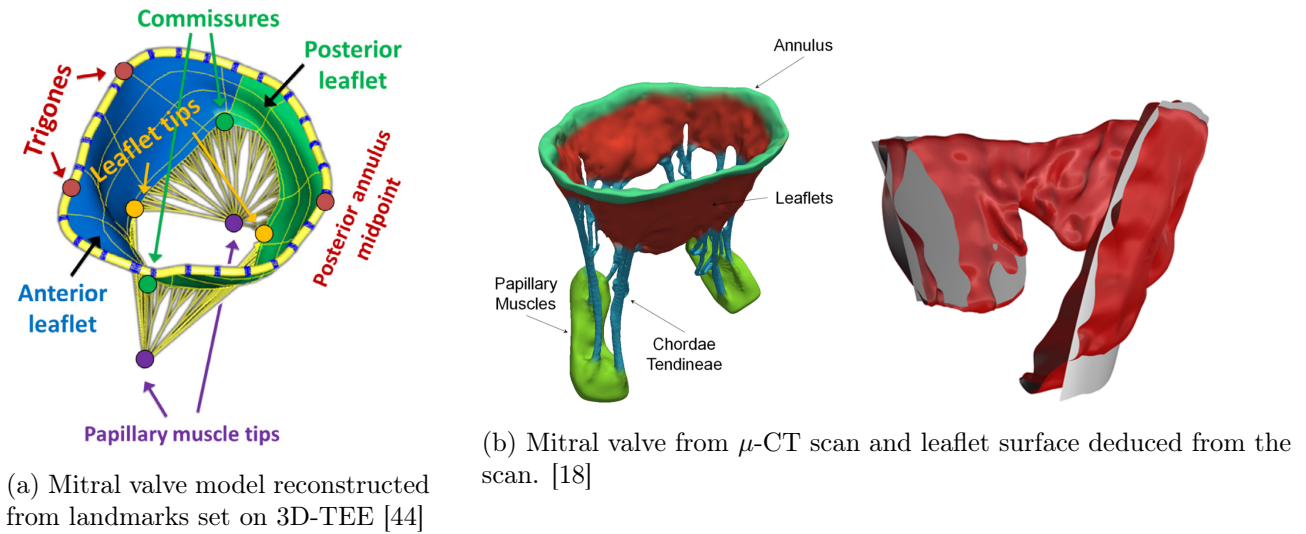 Commissures
Posterior
leaflet
Trigones
Leaflet tips
Posterior annulus
midpoint
Anterior
leaflet
Papillary muscle tips
(a) Mitral valve model reconstructed
from landmarks set on 3D-TEE [44]
Annulus
Leaflets
Papillary
Muscles
Chordae
Tendineae
(b) Mitral valve from μ-CT scan and leaflet surface deduced from the
scan. [18]